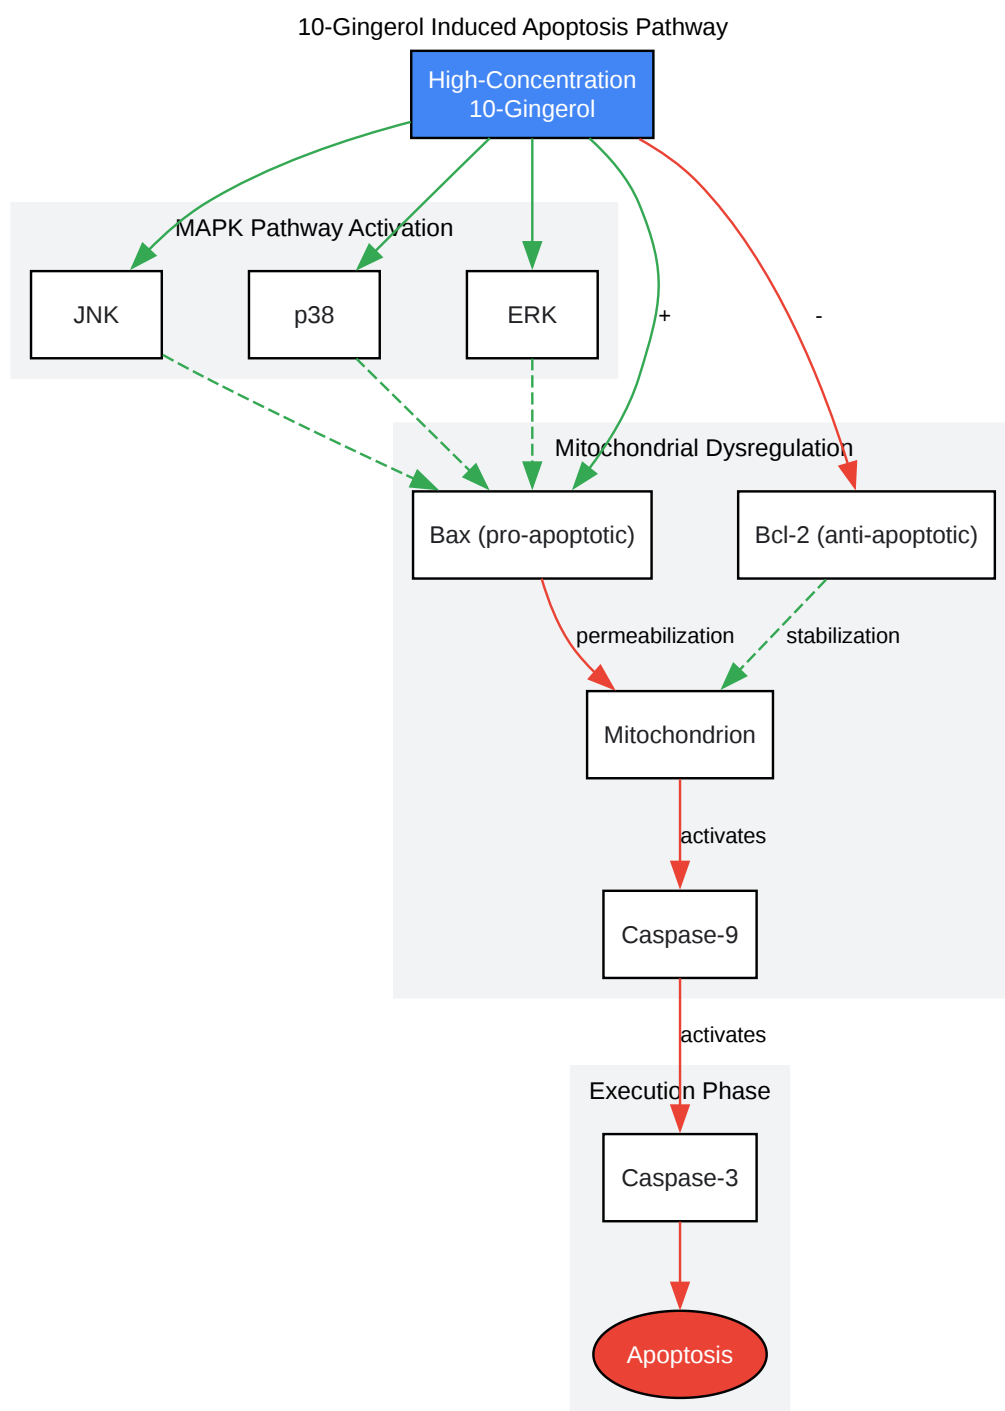 10-Gingerol Induced Apoptosis Pathway
High-Concentration
10-Gingerol
MAPK Pathway Activation
JNK
p38
ERK
+
-
Mitochondrial Dysregulation
Bax (pro-apoptotic)
Bcl-2 (anti-apoptotic)
permeabilization
stabilization
Mitochondrion
activates
Caspase-9
activates
Execution Phase
Caspase-3
Apoptosis